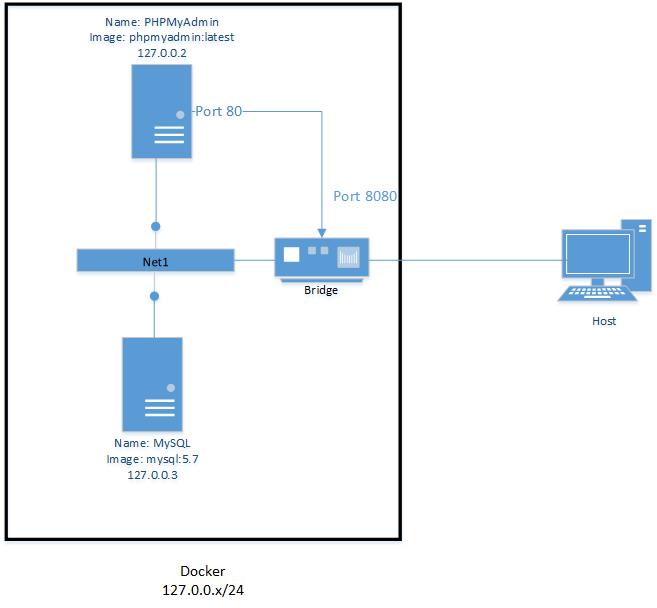 Name: PHPMyAdmin
Image: phpmyadmin:latest
127.0.0.2
Port 80
Port 8080
Net1
Bridge
Host
Name: MySQL
Image: mysql:5.7
127.0.0.3
Docker
127.0.0.x/24